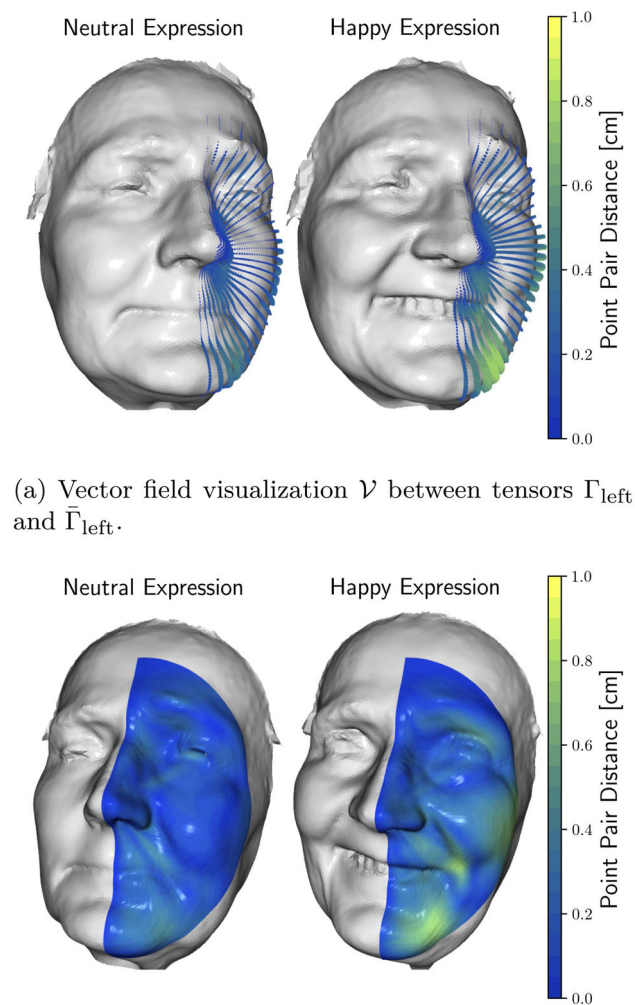 Neutral Expression
Happy Expression
1.0
0.8
0.6
0.4
0.2
0.0
Point Pair Distance [cm]
(a) Vector field visualization 𝒱 between tensors Γ_left
and Γ̄_left.
Neutral Expression
Happy Expression
1.0
0.8
0.6
0.4
0.2
0.0
Point Pair Distance [cm]